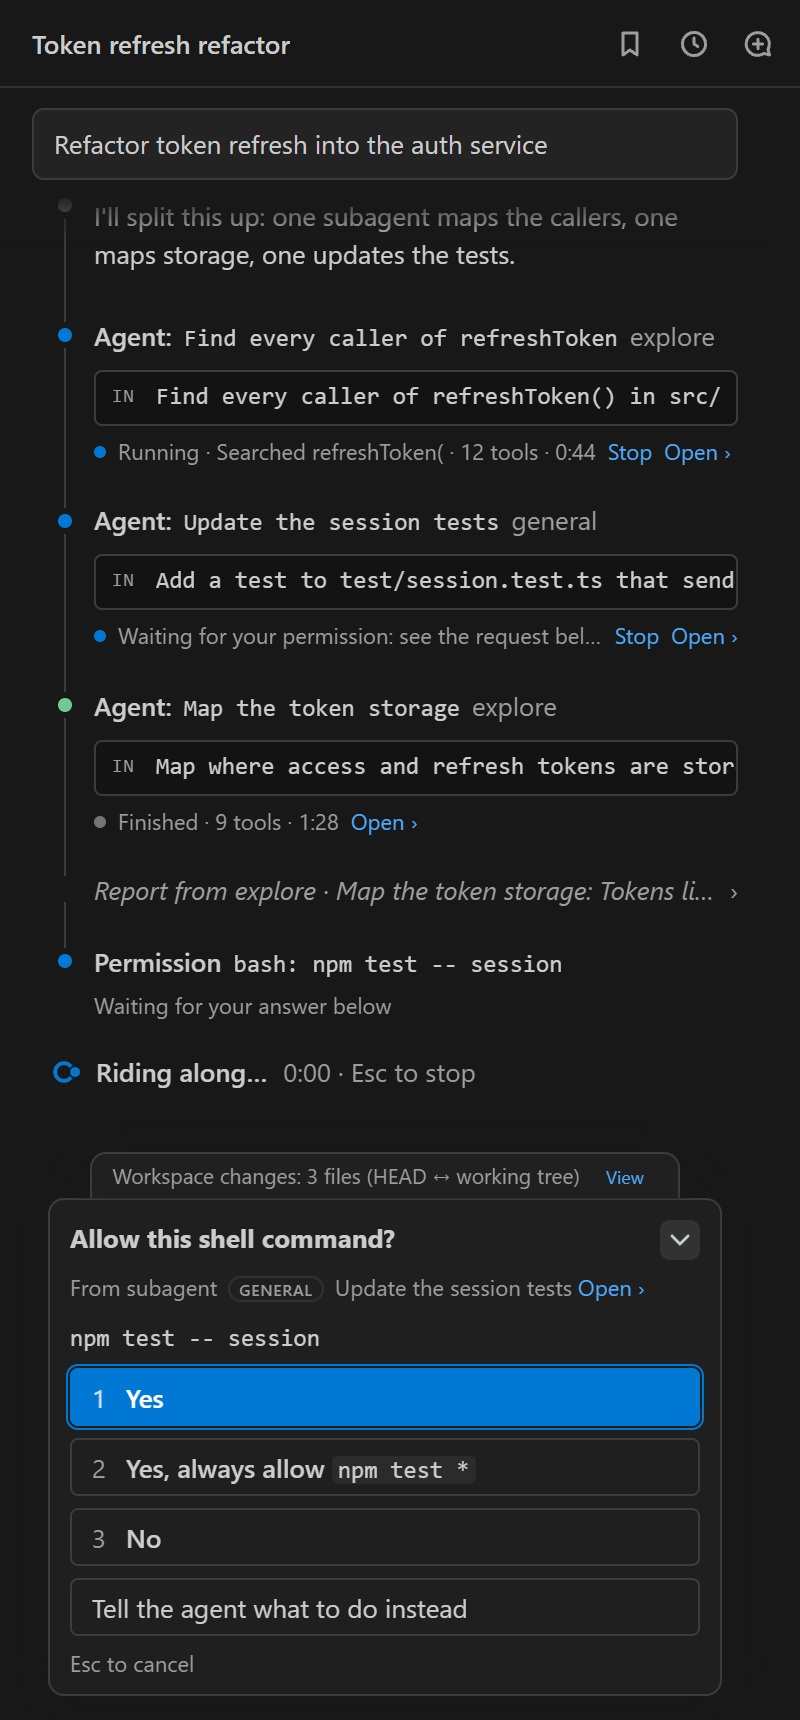 Token refresh refactor
Refactor token refresh into the auth service
I'll split this up: one subagent maps the callers, one
maps storage, one updates the tests.
Agent: Find every caller of refreshToken explore
IN Find every caller of refreshToken() in src/
Running · Searched refreshToken( · 12 tools · 0:44 Stop Open ›
Agent: Update the session tests general
IN Add a test to test/session.test.ts that send
Waiting for your permission: see the request bel... Stop Open ›
Agent: Map the token storage explore
IN Map where access and refresh tokens are stor
Finished · 9 tools · 1:28 Open ›
Report from explore · Map the token storage: Tokens li... ›
Permission bash: npm test -- session
Waiting for your answer below
Riding along... 0:00 · Esc to stop
Workspace changes: 3 files (HEAD ↔ working tree) View
Allow this shell command?
From subagent GENERAL Update the session tests Open ›
npm test -- session
1 Yes
2 Yes, always allow npm test *
3 No
Tell the agent what to do instead
Esc to cancel